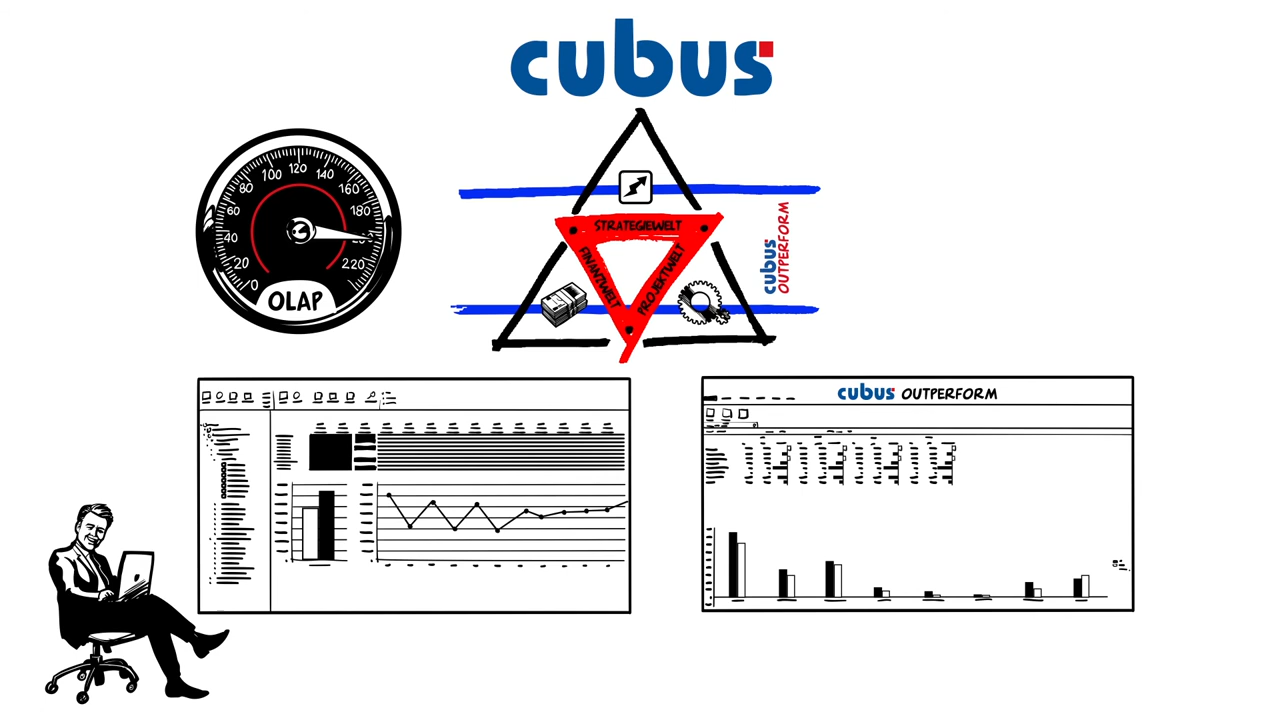 cubus
0
20
40
60
80
100
120
140
160
180
220
OLAP
STRATEGIEWELT
FINANZWELT
PROJEKTWELT
cubus
OUTPERFORM
cubus OUTPERFORM